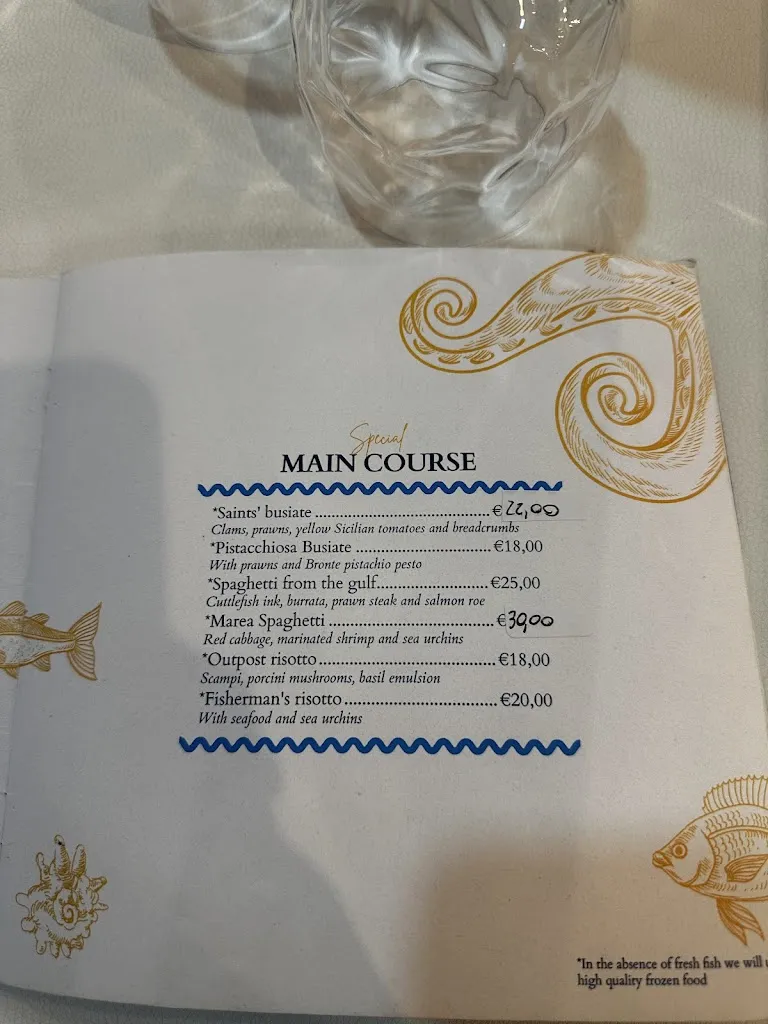 Special
MAIN COURSE
*Saints' busiate ........................................ €22,00
Clams, prawns, yellow Sicilian tomatoes and breadcrumbs
*Pistacchiosa Busiate ............................... €18,00
With prawns and Bronte pistachio pesto
*Spaghetti from the gulf......................... €25,00
Cuttlefish ink, burrata, prawn steak and salmon roe
*Marea Spaghetti ...................................... €30,00
Red cabbage, marinated shrimp and sea urchins
*Outpost risotto ........................................ €18,00
Scampi, porcini mushrooms, basil emulsion
*Fisherman's risotto ................................... €20,00
With seafood and sea urchins
*In the absence of fresh fish we will
high quality frozen food